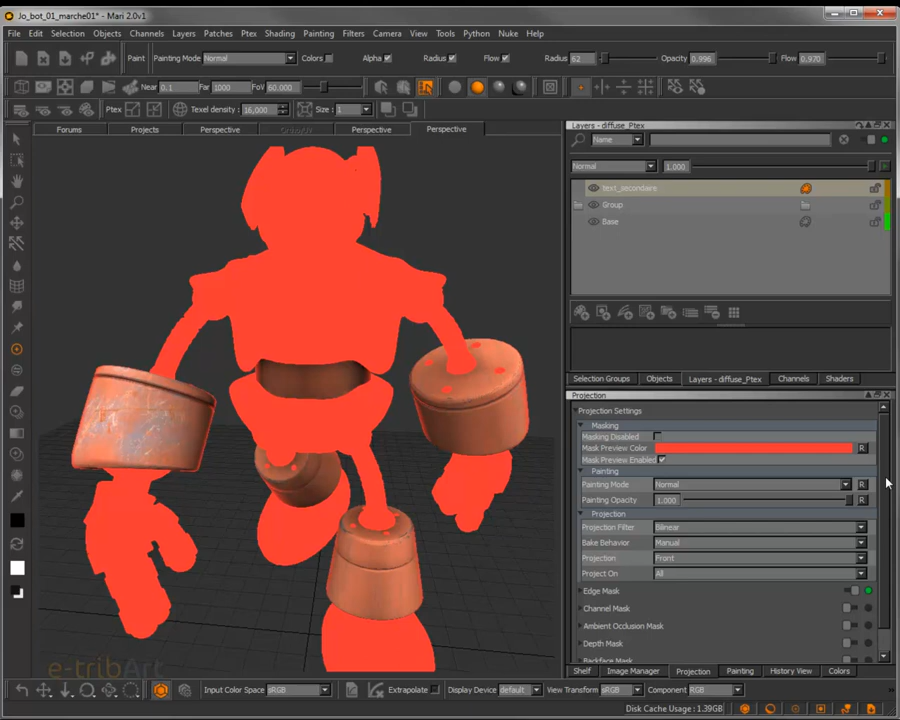 Jo_bot_01_marche01* - Mari 2.0v1
File Edit Selection Objects Channels Layers Patches Ptex Shading Painting Filters Camera View Tools Python Nuke Help
Paint Painting Mode Normal Colors Alpha Radius Flow Radius 62 Opacity 0.996 Flow 0.970
Near 0.1 Far 1000 FoV 60.000
Ptex Texel density: 16,000 Size: 1
Forums Projects Perspective Perspective Perspective
Layers - diffuse_Ptex
Name
Normal 1.000
text_secondaire
Group
Base
Selection Groups Objects Layers - diffuse_Ptex Channels Shaders
Projection
Projection Settings
Masking
Masking Disabled
Mask Preview Color R
Mask Preview Enabled
Painting
Painting Mode Normal R
Painting Opacity 1.000 R
Projection
Projection Filter Bilinear
Bake Behavior Manual
Projection Front
Project On All
Edge Mask
Channel Mask
Ambient Occlusion Mask
Depth Mask
Backface Mask
e-tribArt
Shelf Image Manager Projection Painting History View Colors
Input Color Space sRGB Extrapolate Display Device default View Transform sRGB Component RGB
Disk Cache Usage: 1.39GB